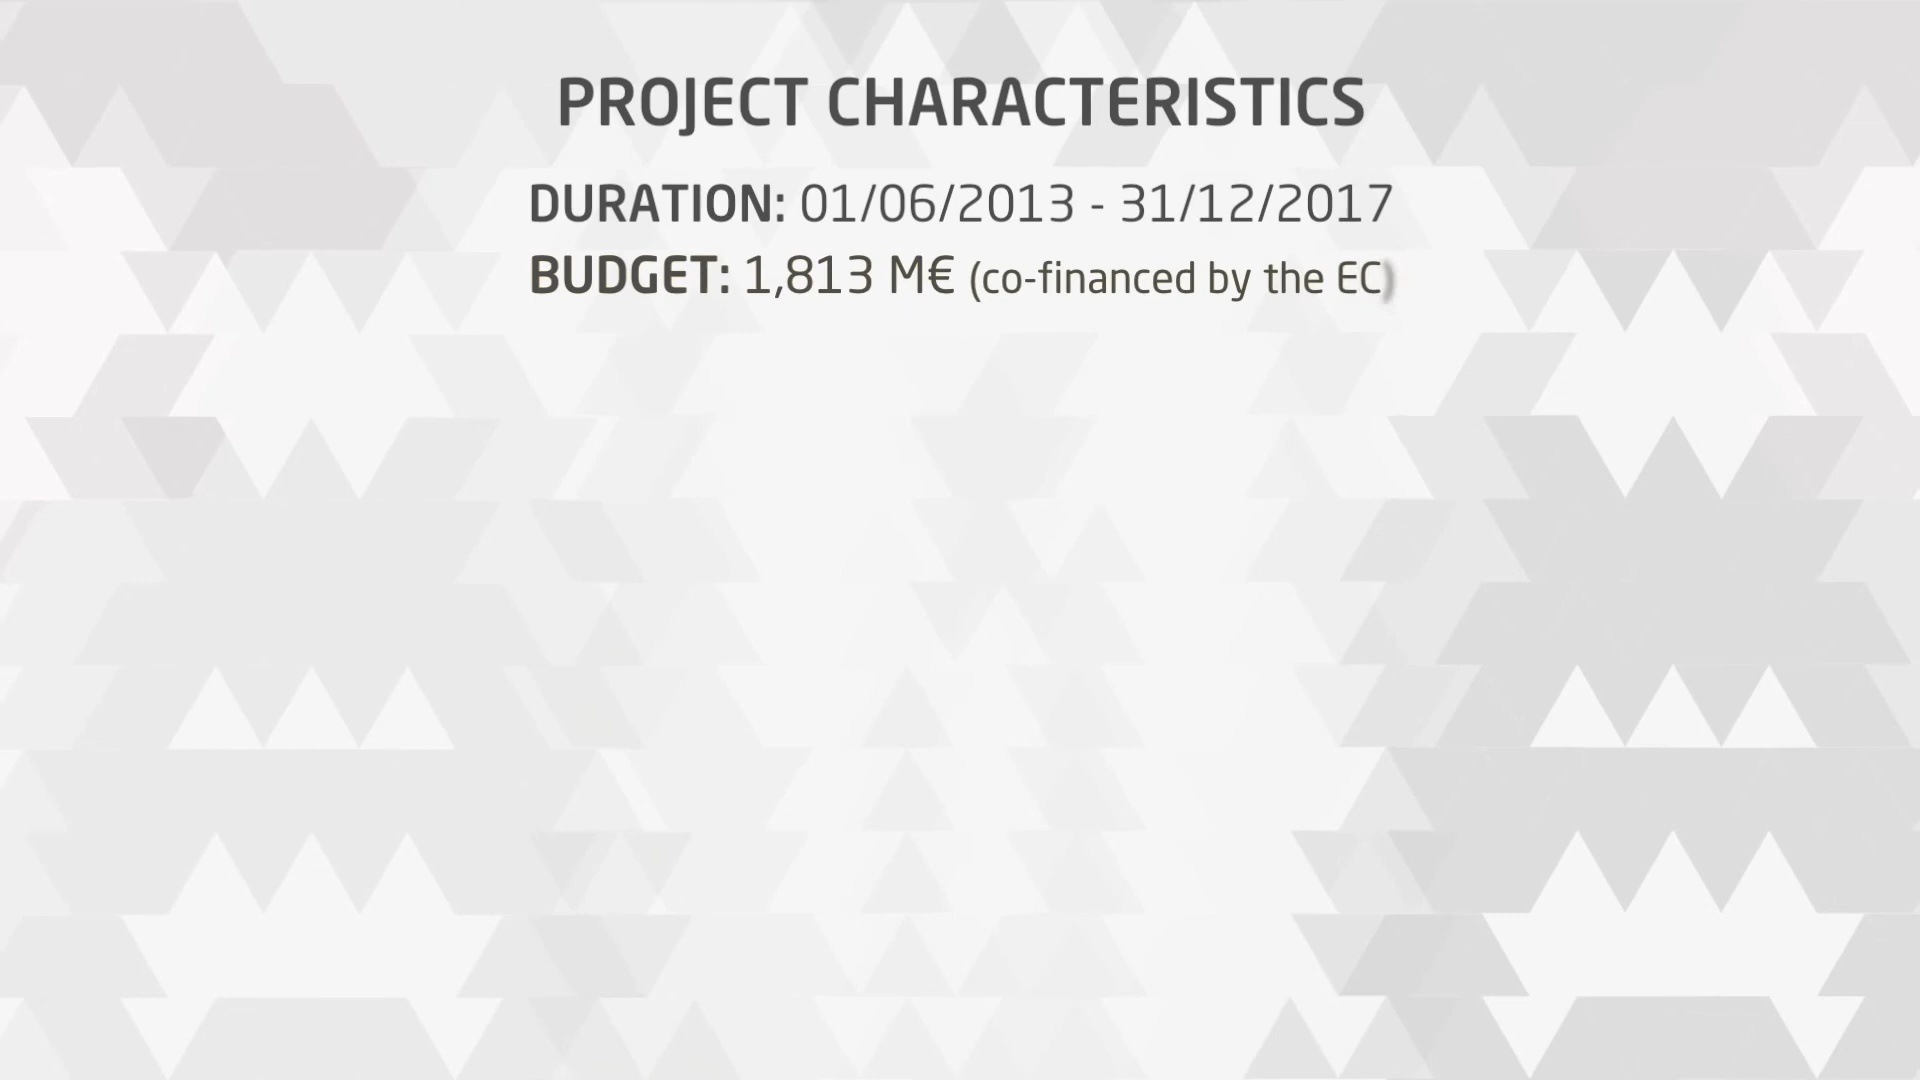 PROJECT CHARACTERISTICS
DURATION: 01/06/2013 - 31/12/2017
BUDGET: 1,813 M€ (co-financed by the EC)